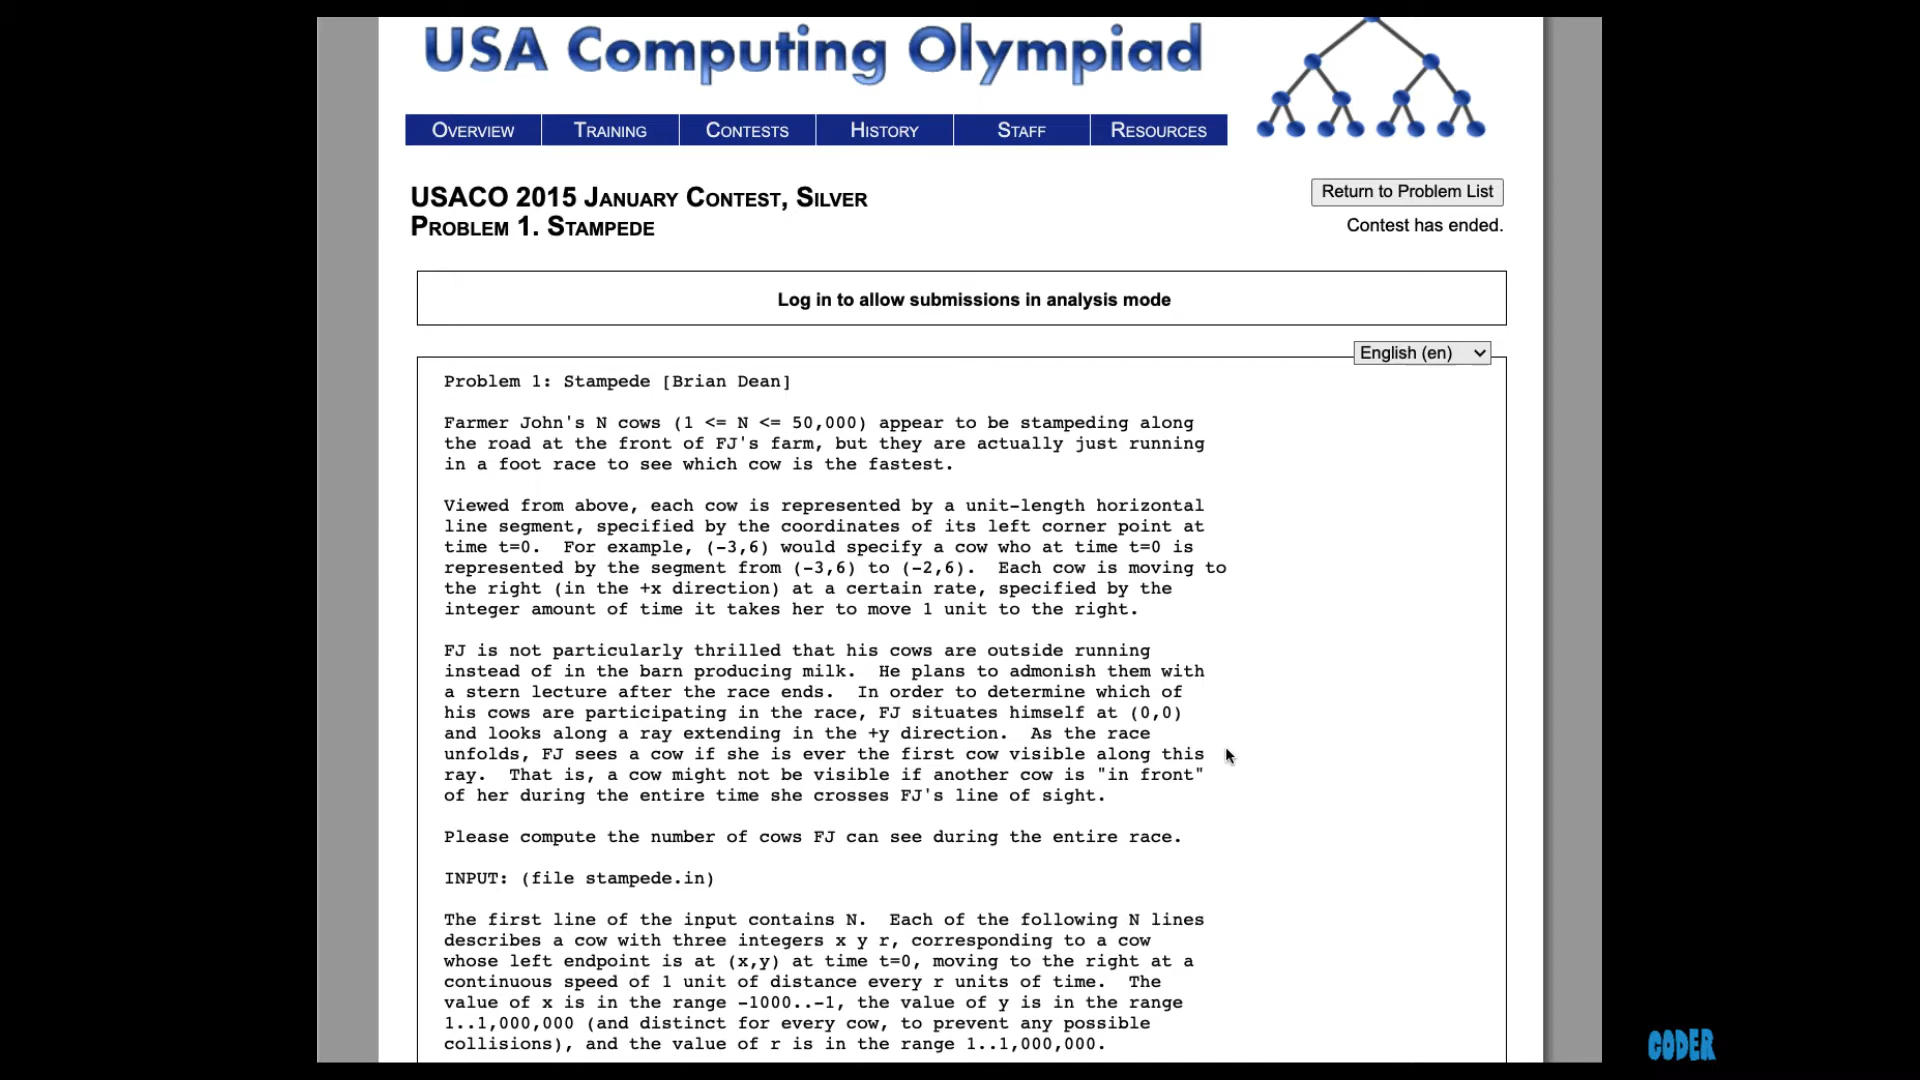 USA Computing Olympiad
OVERVIEW TRAINING CONTESTS HISTORY STAFF RESOURCES
USACO 2015 JANUARY CONTEST, SILVER
PROBLEM 1. STAMPEDE
Return to Problem List
Contest has ended.
Log in to allow submissions in analysis mode
English (en)
Problem 1: Stampede [Brian Dean]
Farmer John's N cows (1 <= N <= 50,000) appear to be stampeding along
the road at the front of FJ's farm, but they are actually just running
in a foot race to see which cow is the fastest.
Viewed from above, each cow is represented by a unit-length horizontal
line segment, specified by the coordinates of its left corner point at
time t=0.  For example, (-3,6) would specify a cow who at time t=0 is
represented by the segment from (-3,6) to (-2,6).  Each cow is moving to
the right (in the +x direction) at a certain rate, specified by the
integer amount of time it takes her to move 1 unit to the right.
FJ is not particularly thrilled that his cows are outside running
instead of in the barn producing milk.  He plans to admonish them with
a stern lecture after the race ends.  In order to determine which of
his cows are participating in the race, FJ situates himself at (0,0)
and looks along a ray extending in the +y direction.  As the race
unfolds, FJ sees a cow if she is ever the first cow visible along this
ray.  That is, a cow might not be visible if another cow is "in front"
of her during the entire time she crosses FJ's line of sight.
Please compute the number of cows FJ can see during the entire race.
INPUT: (file stampede.in)
The first line of the input contains N.  Each of the following N lines
describes a cow with three integers x y r, corresponding to a cow
whose left endpoint is at (x,y) at time t=0, moving to the right at a
continuous speed of 1 unit of distance every r units of time.  The
value of x is in the range -1000..-1, the value of y is in the range
1..1,000,000 (and distinct for every cow, to prevent any possible
collisions), and the value of r is in the range 1..1,000,000.
CODER